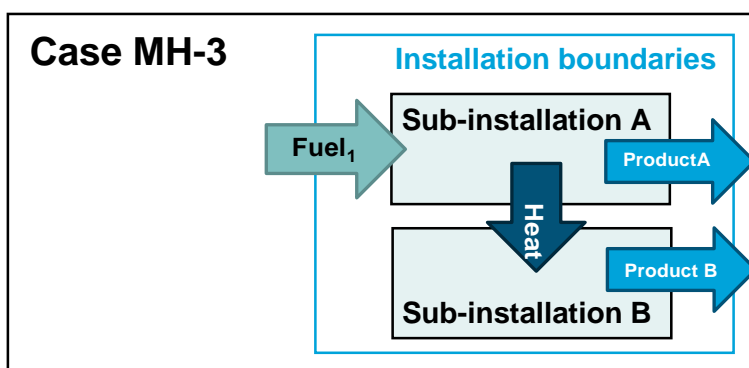 Case MH-3
Installation boundaries
Sub-installation A
Fuel1
ProductA
Heat
Product B
Sub-installation B